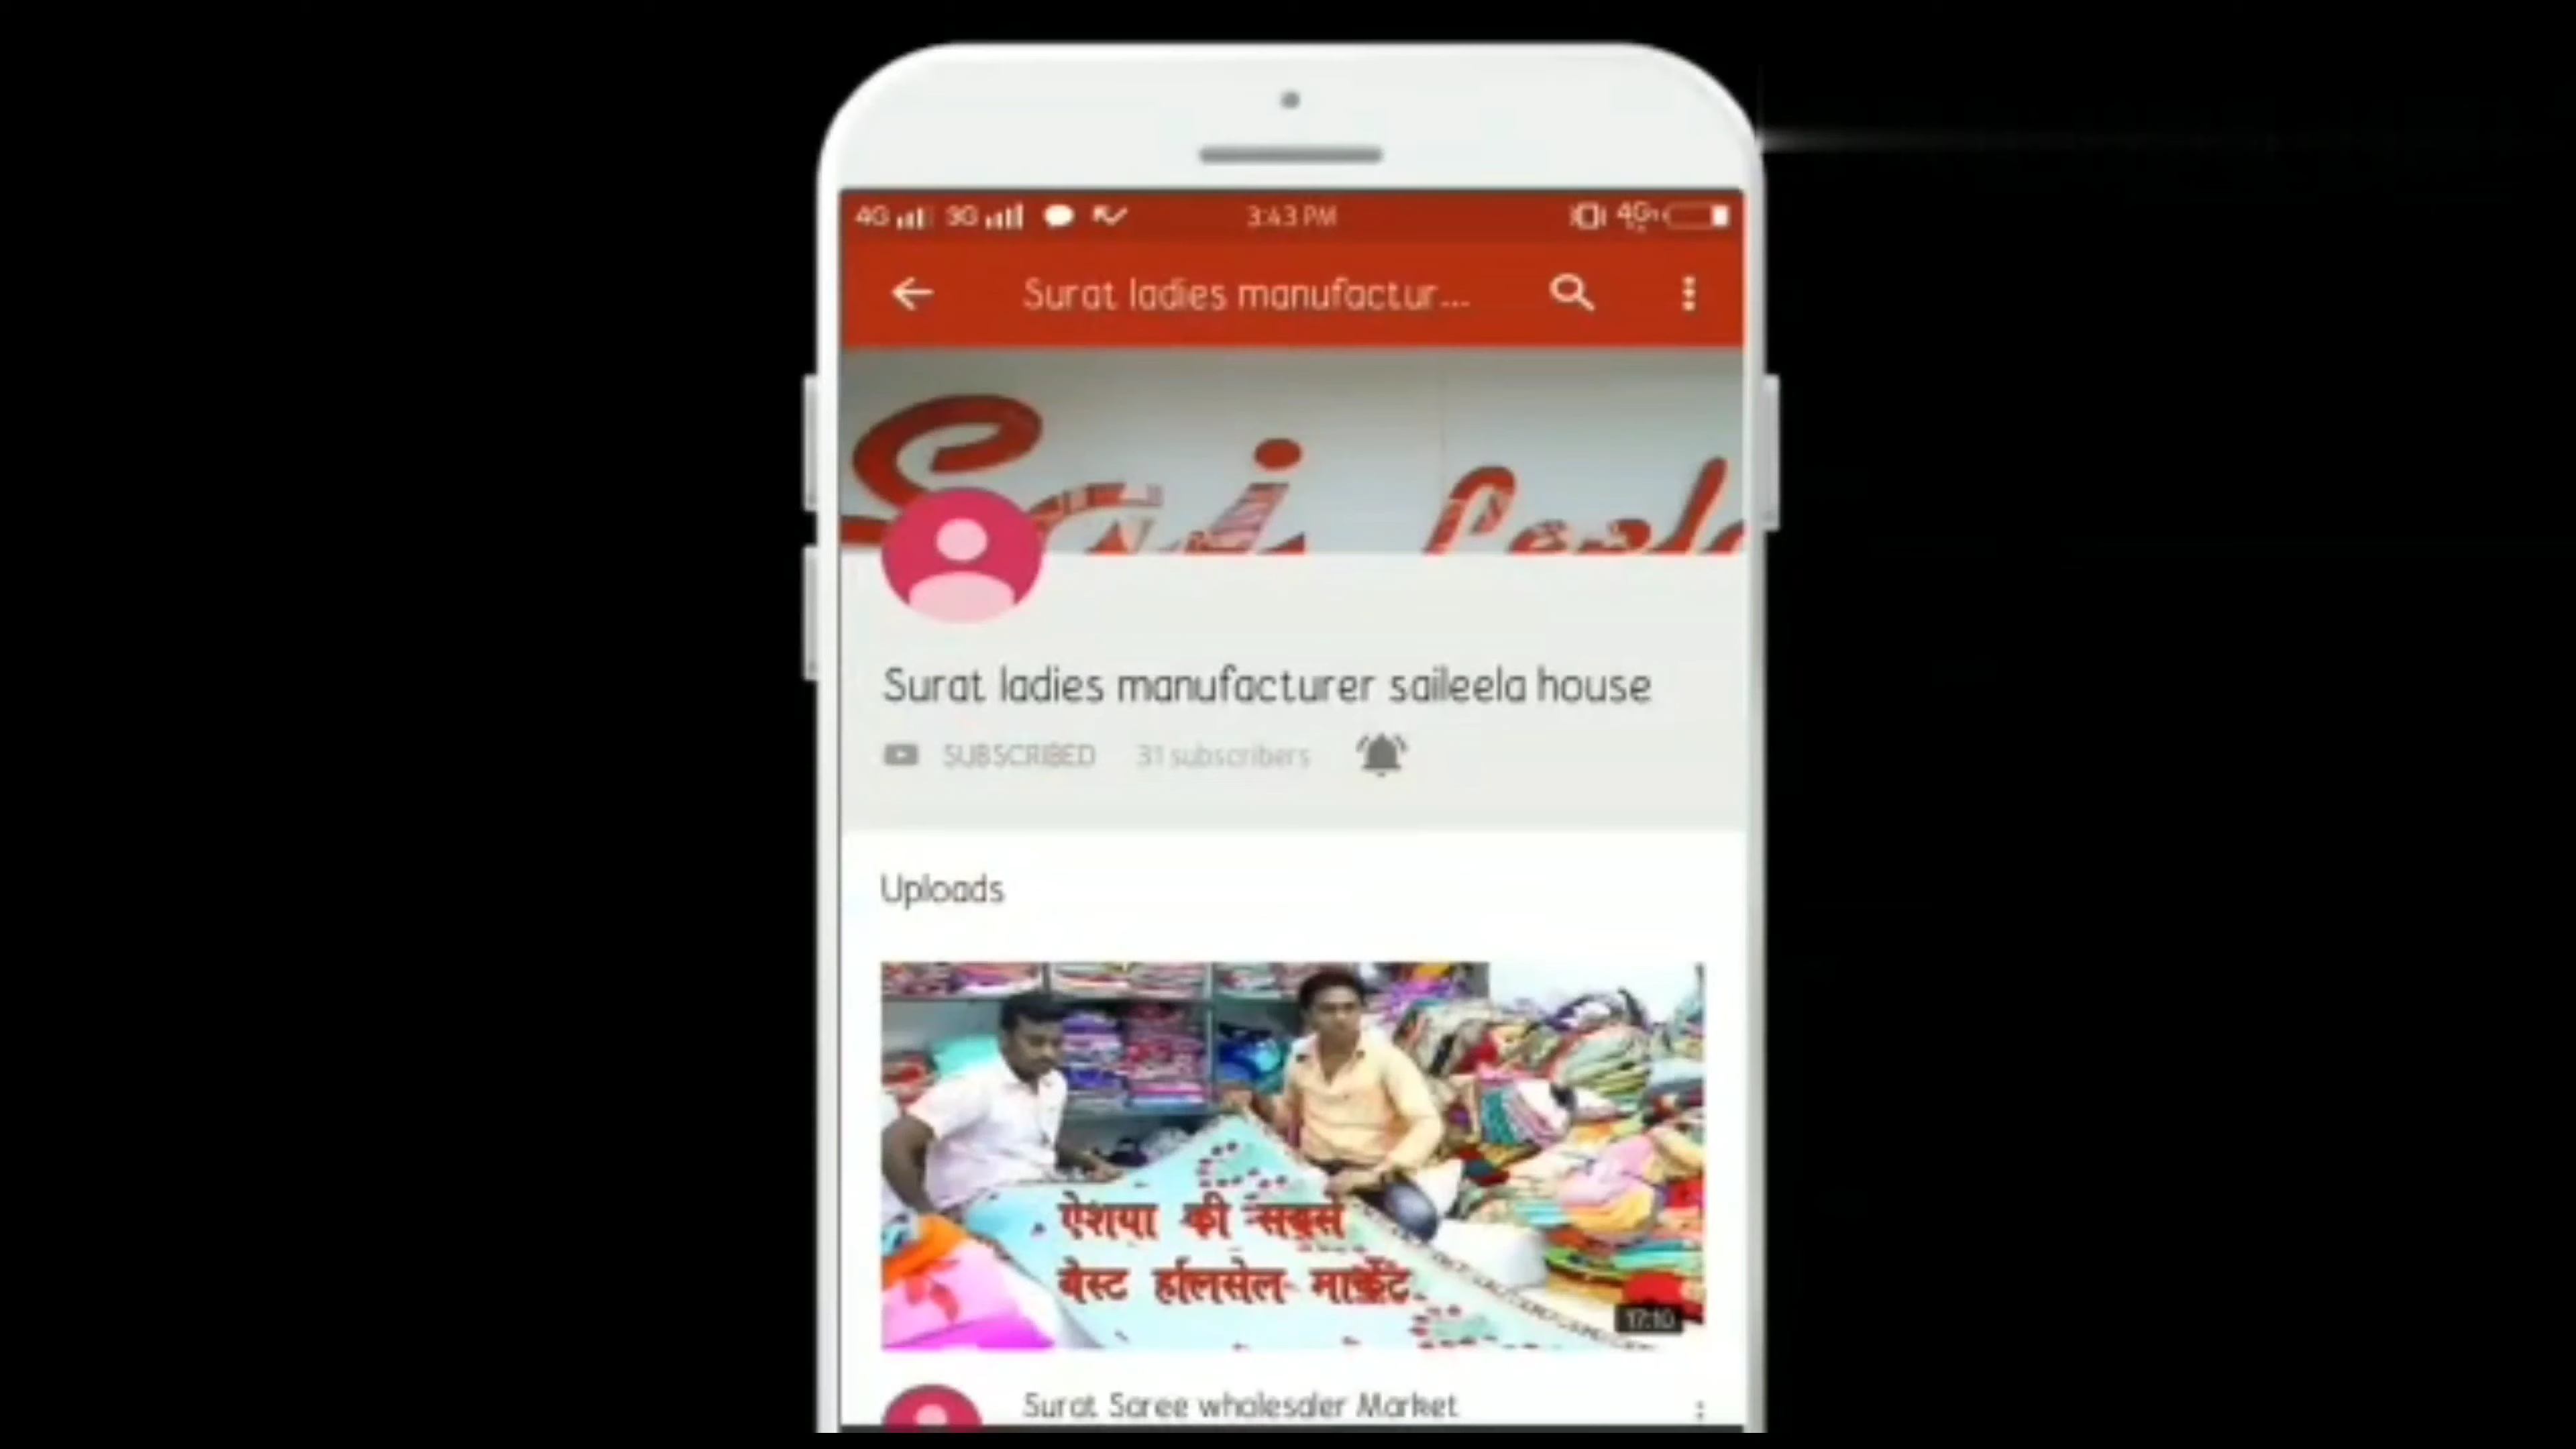 4G 3G 3:43 PM 4G
Surat ladies manufactur...
Sai
Surat ladies manufacturer saileela house
SUBSCRIBED 31 subscribers
Uploads
ऐशया की सबसे
बेस्ट र्हालसेल मार्केट
17:10
Surat Saree wholesaler Market